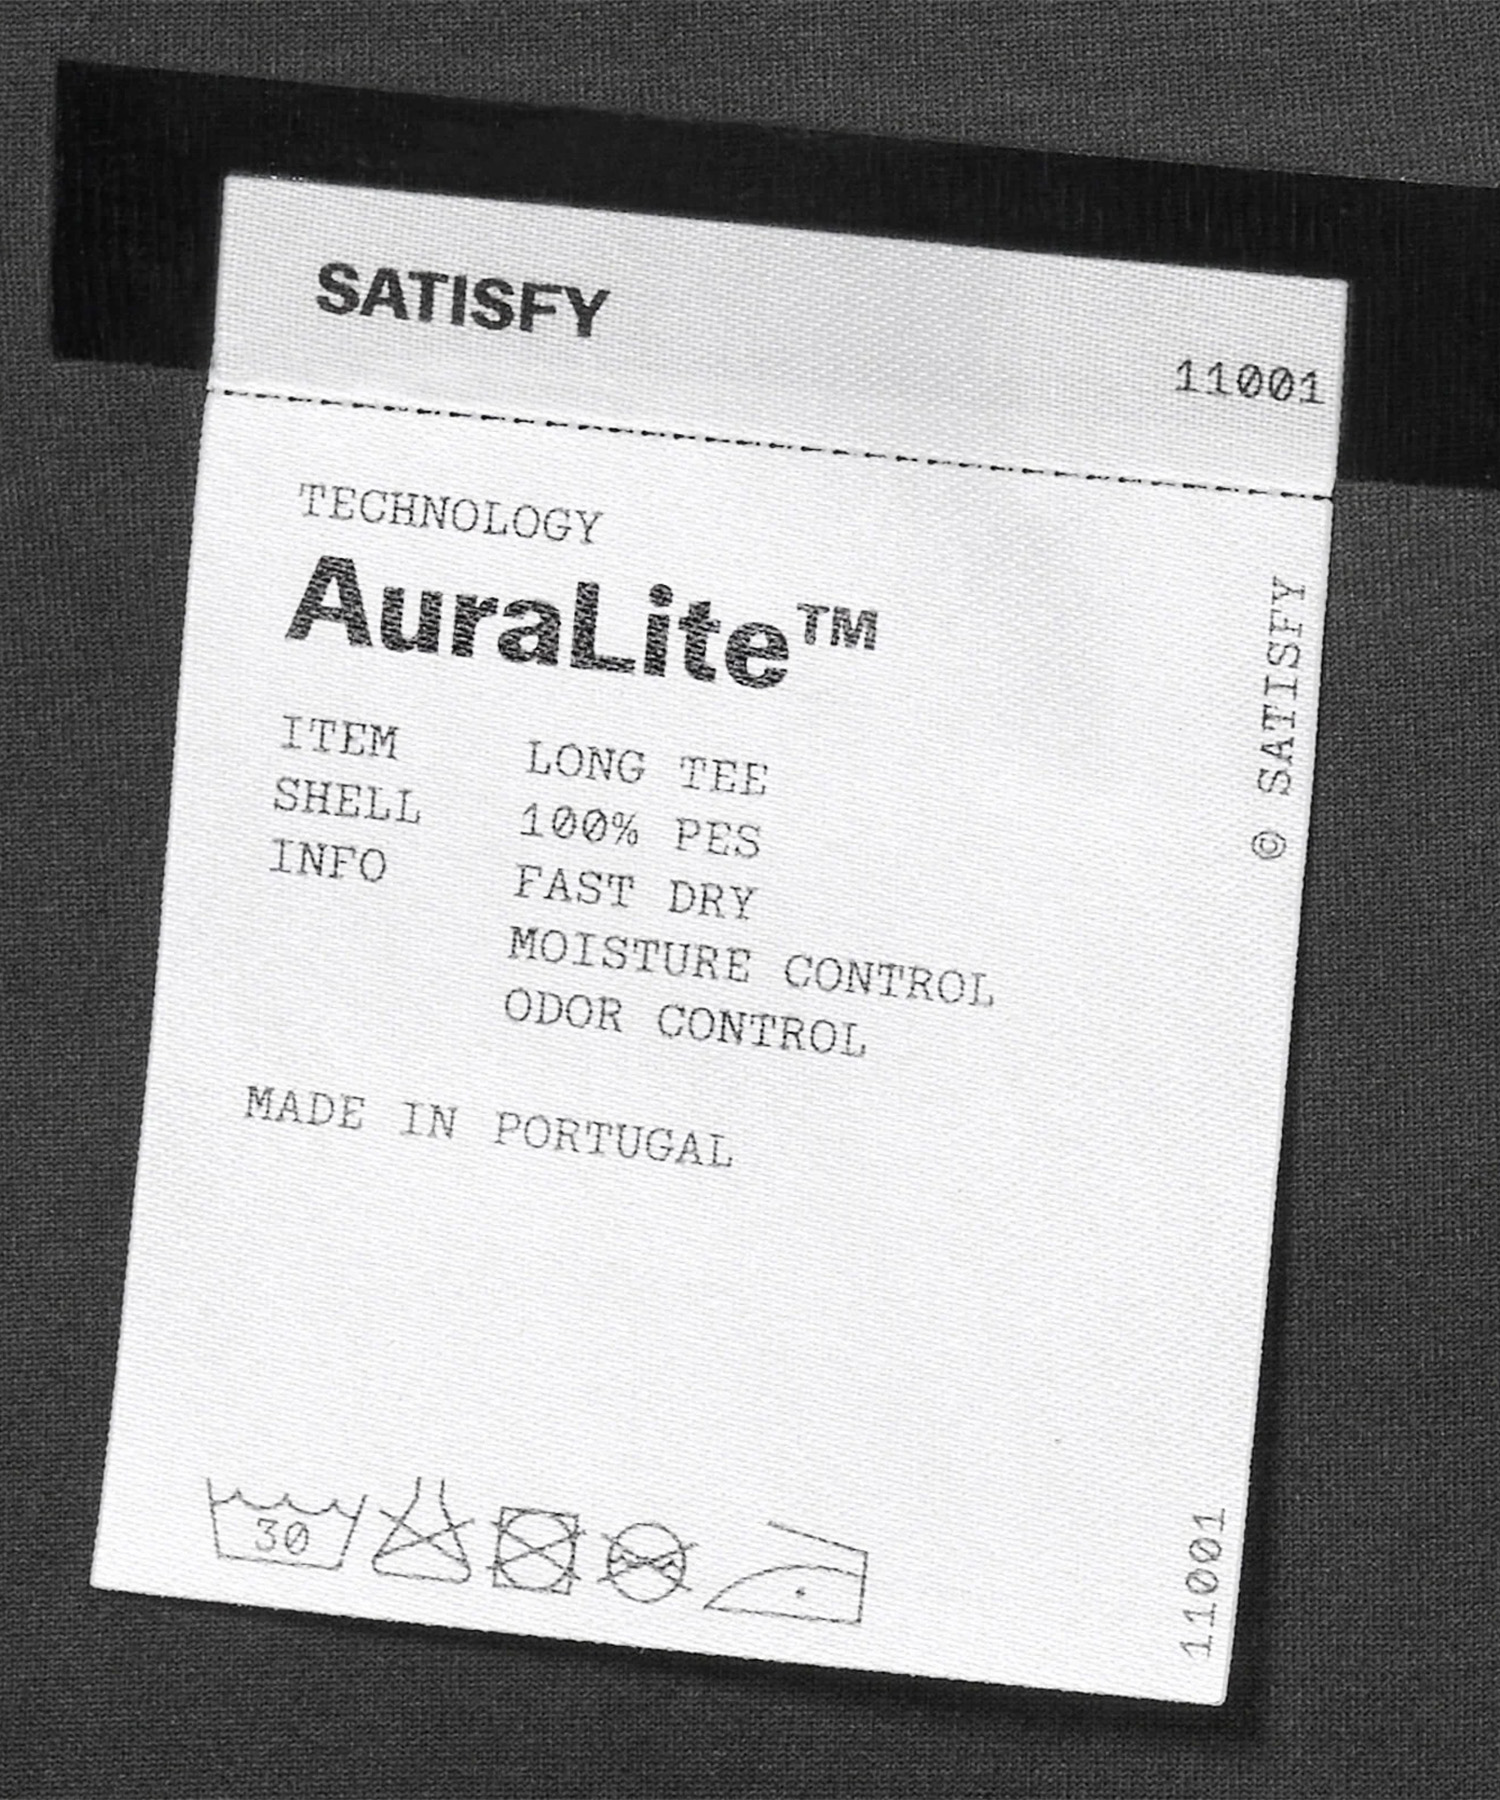 SATISFY
11001
TECHNOLOGY
AuraLite™
ITEM LONG TEE
SHELL 100% PES
INFO FAST DRY
MOISTURE CONTROL
ODOR CONTROL
MADE IN PORTUGAL
© SATISFY
30
11001